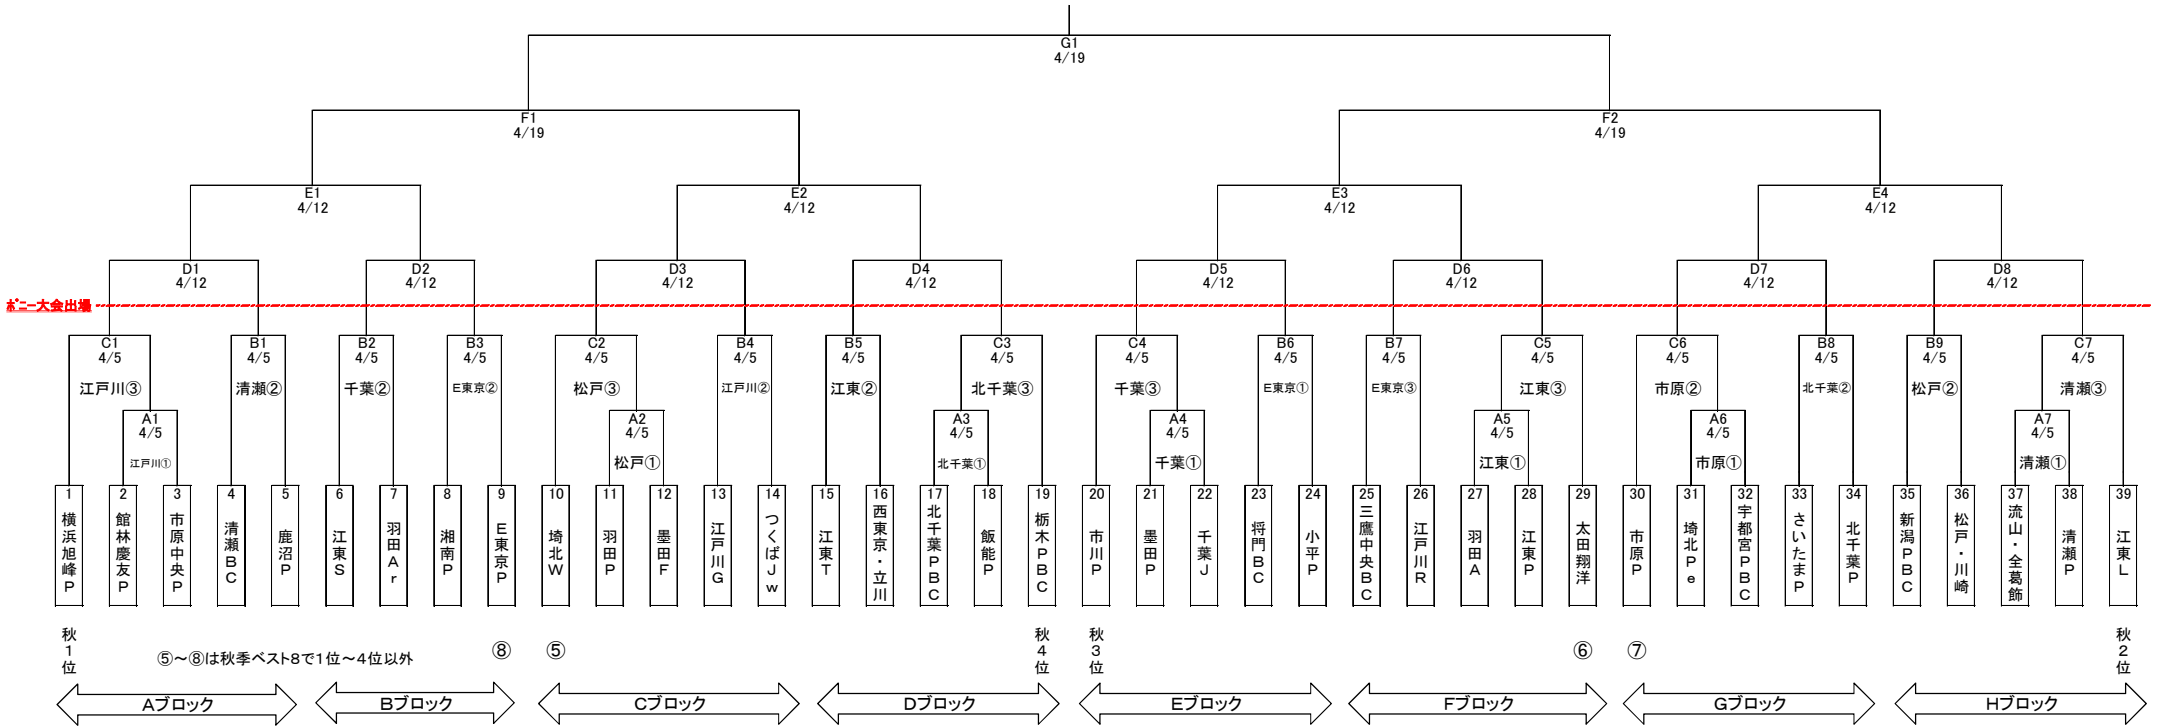 G1
4/19
F1
4/19
F2
4/19
E1
4/12
E2
4/12
E3
4/12
E4
4/12
D1
4/12
D2
4/12
D3
4/12
D4
4/12
D5
4/12
D6
4/12
D7
4/12
D8
4/12
ポニー大会出場
C1
4/5
江戸川③
B1
4/5
清瀬②
B2
4/5
千葉②
B3
4/5
E東京②
C2
4/5
松戸③
B4
4/5
江戸川②
B5
4/5
江東②
C3
4/5
北千葉③
C4
4/5
千葉③
B6
4/5
E東京①
B7
4/5
E東京③
C5
4/5
江東③
C6
4/5
市原②
B8
4/5
北千葉②
B9
4/5
松戸②
C7
4/5
清瀬③
A1
4/5
江戸川①
A2
4/5
松戸①
A3
4/5
北千葉①
A4
4/5
千葉①
A5
4/5
江東①
A6
4/5
市原①
A7
4/5
清瀬①
1
横浜旭峰P
2
館林慶友P
3
市原中央P
4
清瀬BC
5
鹿沼P
6
江東S
7
羽田Ar
8
湘南P
9
E東京P
10
埼北W
11
羽田P
12
墨田F
13
江戸川G
14
つくばJw
15
江東T
16
西東京・立川
17
北千葉PBC
18
飯能P
19
栃木PBC
20
市川P
21
墨田P
22
千葉J
23
将門BC
24
小平P
25
三鷹中央BC
26
江戸川R
27
羽田A
28
江東P
29
太田翔洋
30
市原P
31
埼北Pe
32
宇都宮PBC
33
さいたまP
34
北千葉P
35
新潟PBC
36
松戸・川崎
37
流山・全葛飾
38
清瀬P
39
江東L
秋1位
⑤～⑧は秋季ベスト8で1位～4位以外
⑧
⑤
秋4位
秋3位
⑥
⑦
秋2位
Aブロック
Bブロック
Cブロック
Dブロック
Eブロック
Fブロック
Gブロック
Hブロック